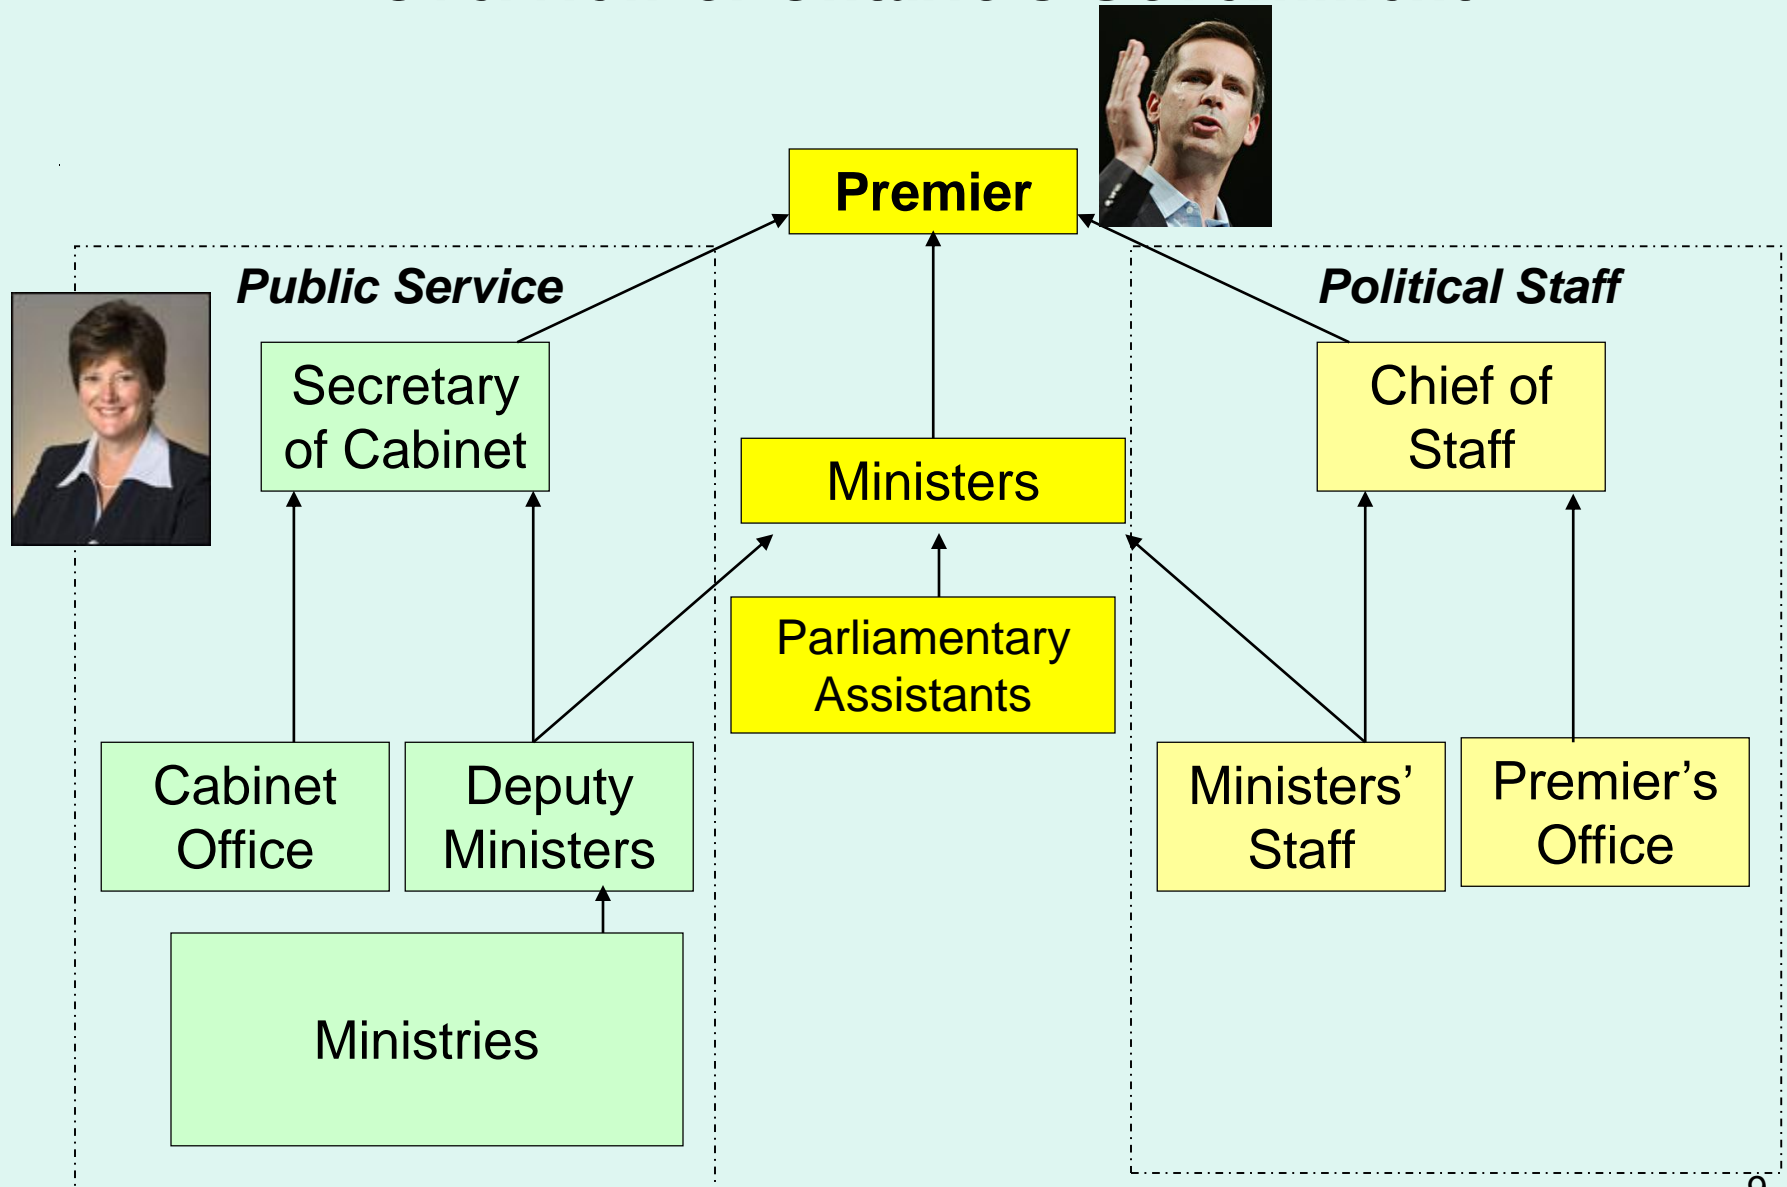 Premier
Public Service
Political Staff
Secretary
of Cabinet
Chief of
Staff
Ministers
Parliamentary
Assistants
Cabinet
Office
Deputy
Ministers
Ministers’
Staff
Premier’s
Office
Ministries